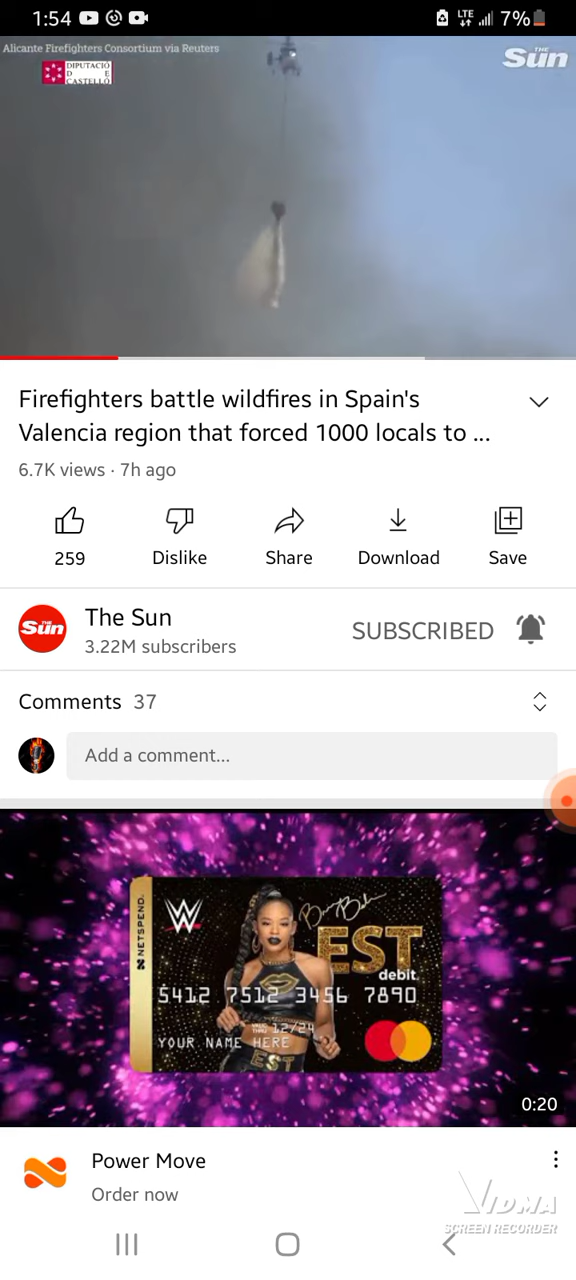 1:54
LTE
7%
Alicante Firefighters Consortium via Reuters
DIPUTACIÓ
D E
CASTELLÓ
THE
Sun
Firefighters battle wildfires in Spain's
Valencia region that forced 1000 locals to ...
6.7K views · 7h ago
259
Dislike
Share
Download
Save
THE
Sun
The Sun
3.22M subscribers
SUBSCRIBED
Comments 37
Add a comment...
NETSPEND
W
EST
debit
5412 7512 3456 7890
12/24
YOUR NAME HERE
EST
0:20
Power Move
Order now
VIDMA
SCREEN RECORDER